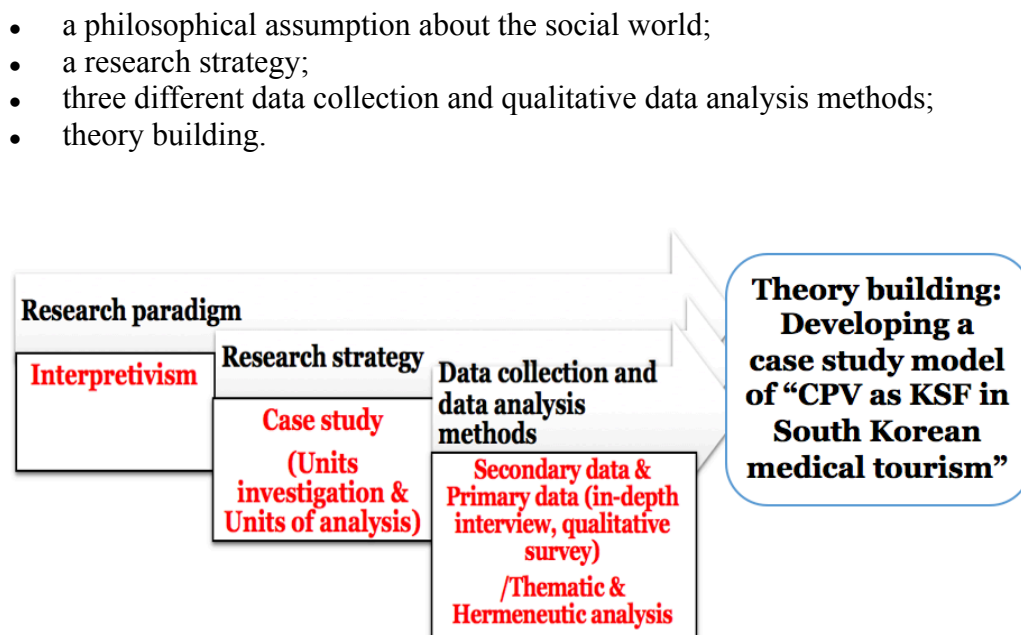 • a philosophical assumption about the social world;
• a research strategy;
• three different data collection and qualitative data analysis methods;
• theory building.
Research paradigm
Interpretivism
Research strategy
Case study
(Units
investigation &
Units of analysis)
Data collection and
data analysis
methods
Secondary data &
Primary data (in-depth
interview, qualitative
survey)
/Thematic &
Hermeneutic analysis
Theory building:
Developing a
case study model
of “CPV as KSF in
South Korean
medical tourism”